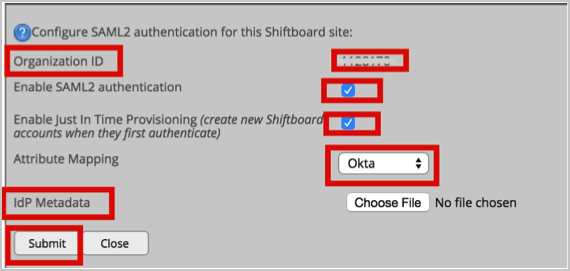 ?Configure SAML2 authentication for this Shiftboard site:
Organization ID
Enable SAML2 authentication
Enable Just In Time Provisioning (create new Shiftboard
accounts when they first authenticate)
Attribute Mapping Okta
IdP Metadata Choose File No file chosen
Submit Close